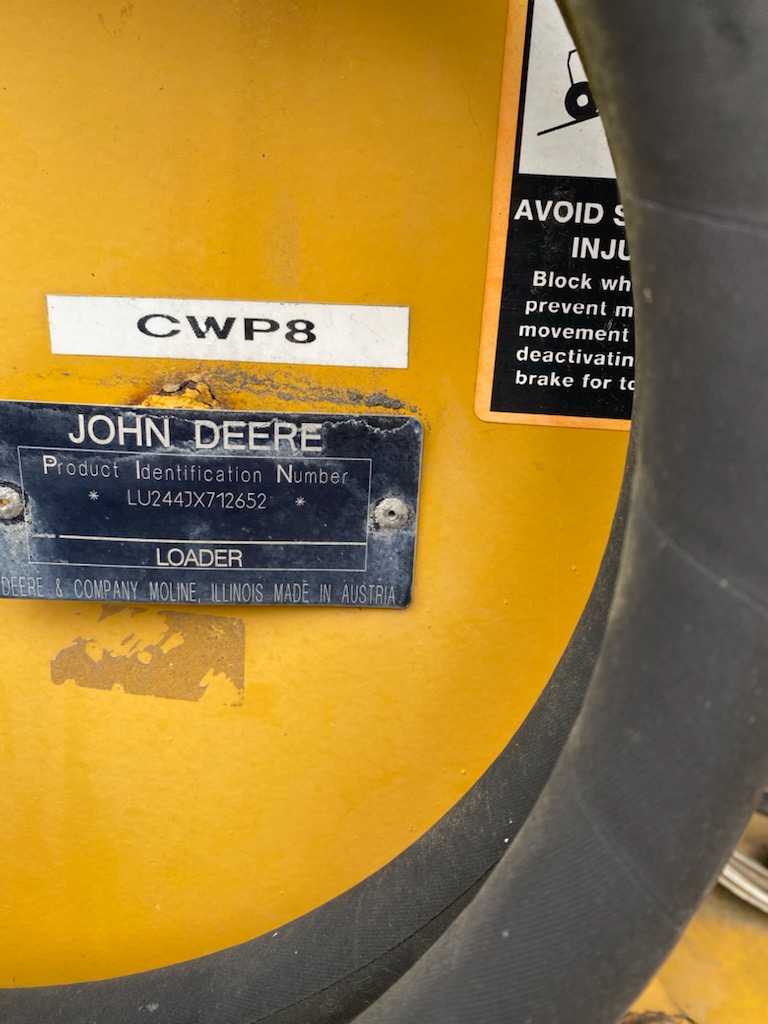 AVOID S
INJU
Block wh
prevent m
movement
deactivatin
brake for to
CWP8
JOHN DEERE
Product Identification Number
* LU244JX712652 *
LOADER
DEERE & COMPANY MOLINE, ILLINOIS MADE IN AUSTRIA